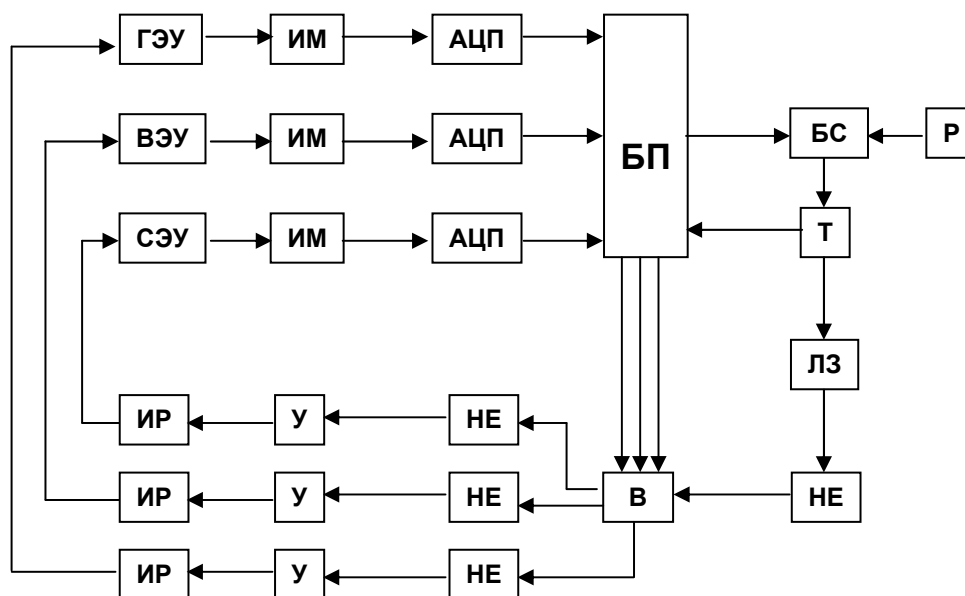 ГЭУ ИМ АЦП
БП
БС Р
ВЭУ ИМ АЦП
СЭУ ИМ АЦП
Т
ЛЗ
ИР У НЕ
ИР У НЕ В НЕ
ИР У НЕ